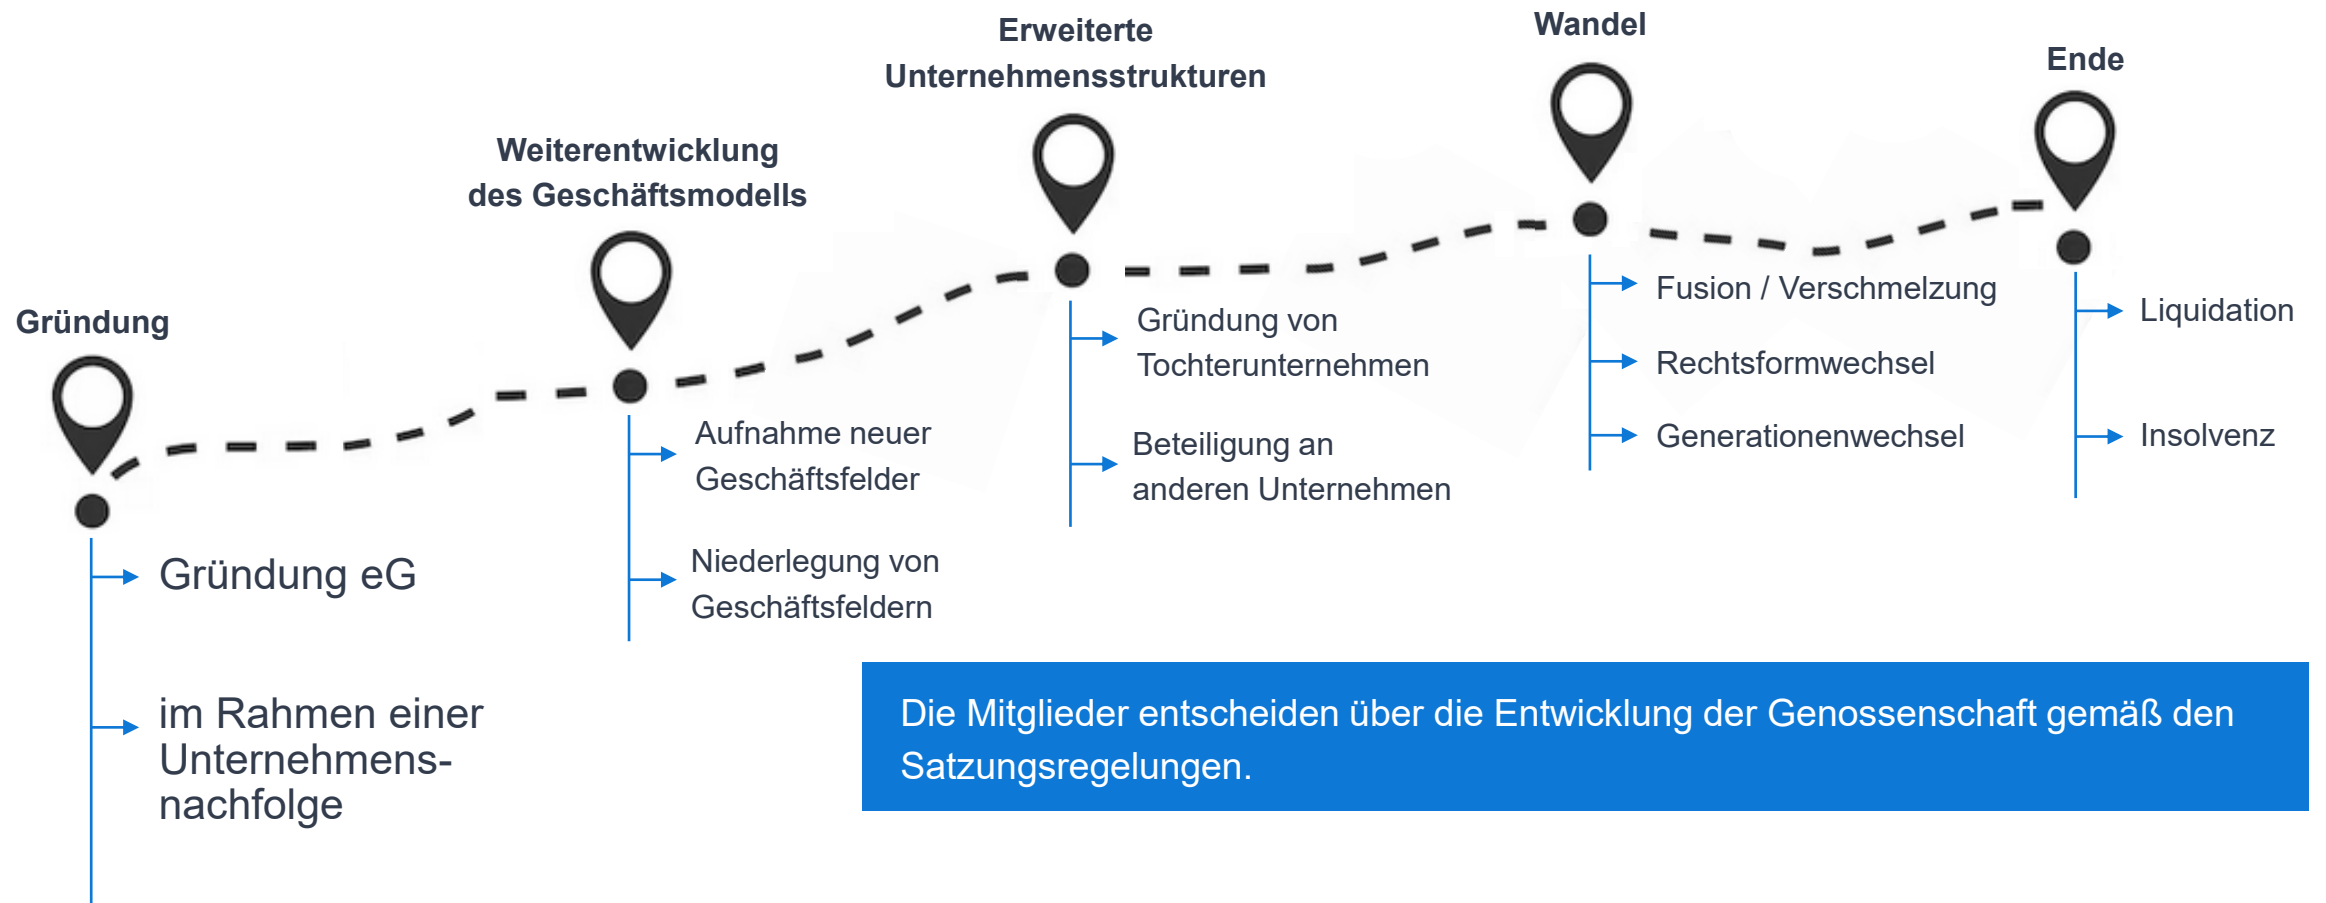 Gründung
Gründung eG
im Rahmen einer
Unternehmens-
nachfolge
Weiterentwicklung
des Geschäftsmodells
Aufnahme neuer
Geschäftsfelder
Niederlegung von
Geschäftsfeldern
Erweiterte
Unternehmensstrukturen
Gründung von
Tochterunternehmen
Beteiligung an
anderen Unternehmen
Wandel
Fusion / Verschmelzung
Rechtsformwechsel
Generationenwechsel
Ende
Liquidation
Insolvenz
Die Mitglieder entscheiden über die Entwicklung der Genossenschaft gemäß den
Satzungsregelungen.